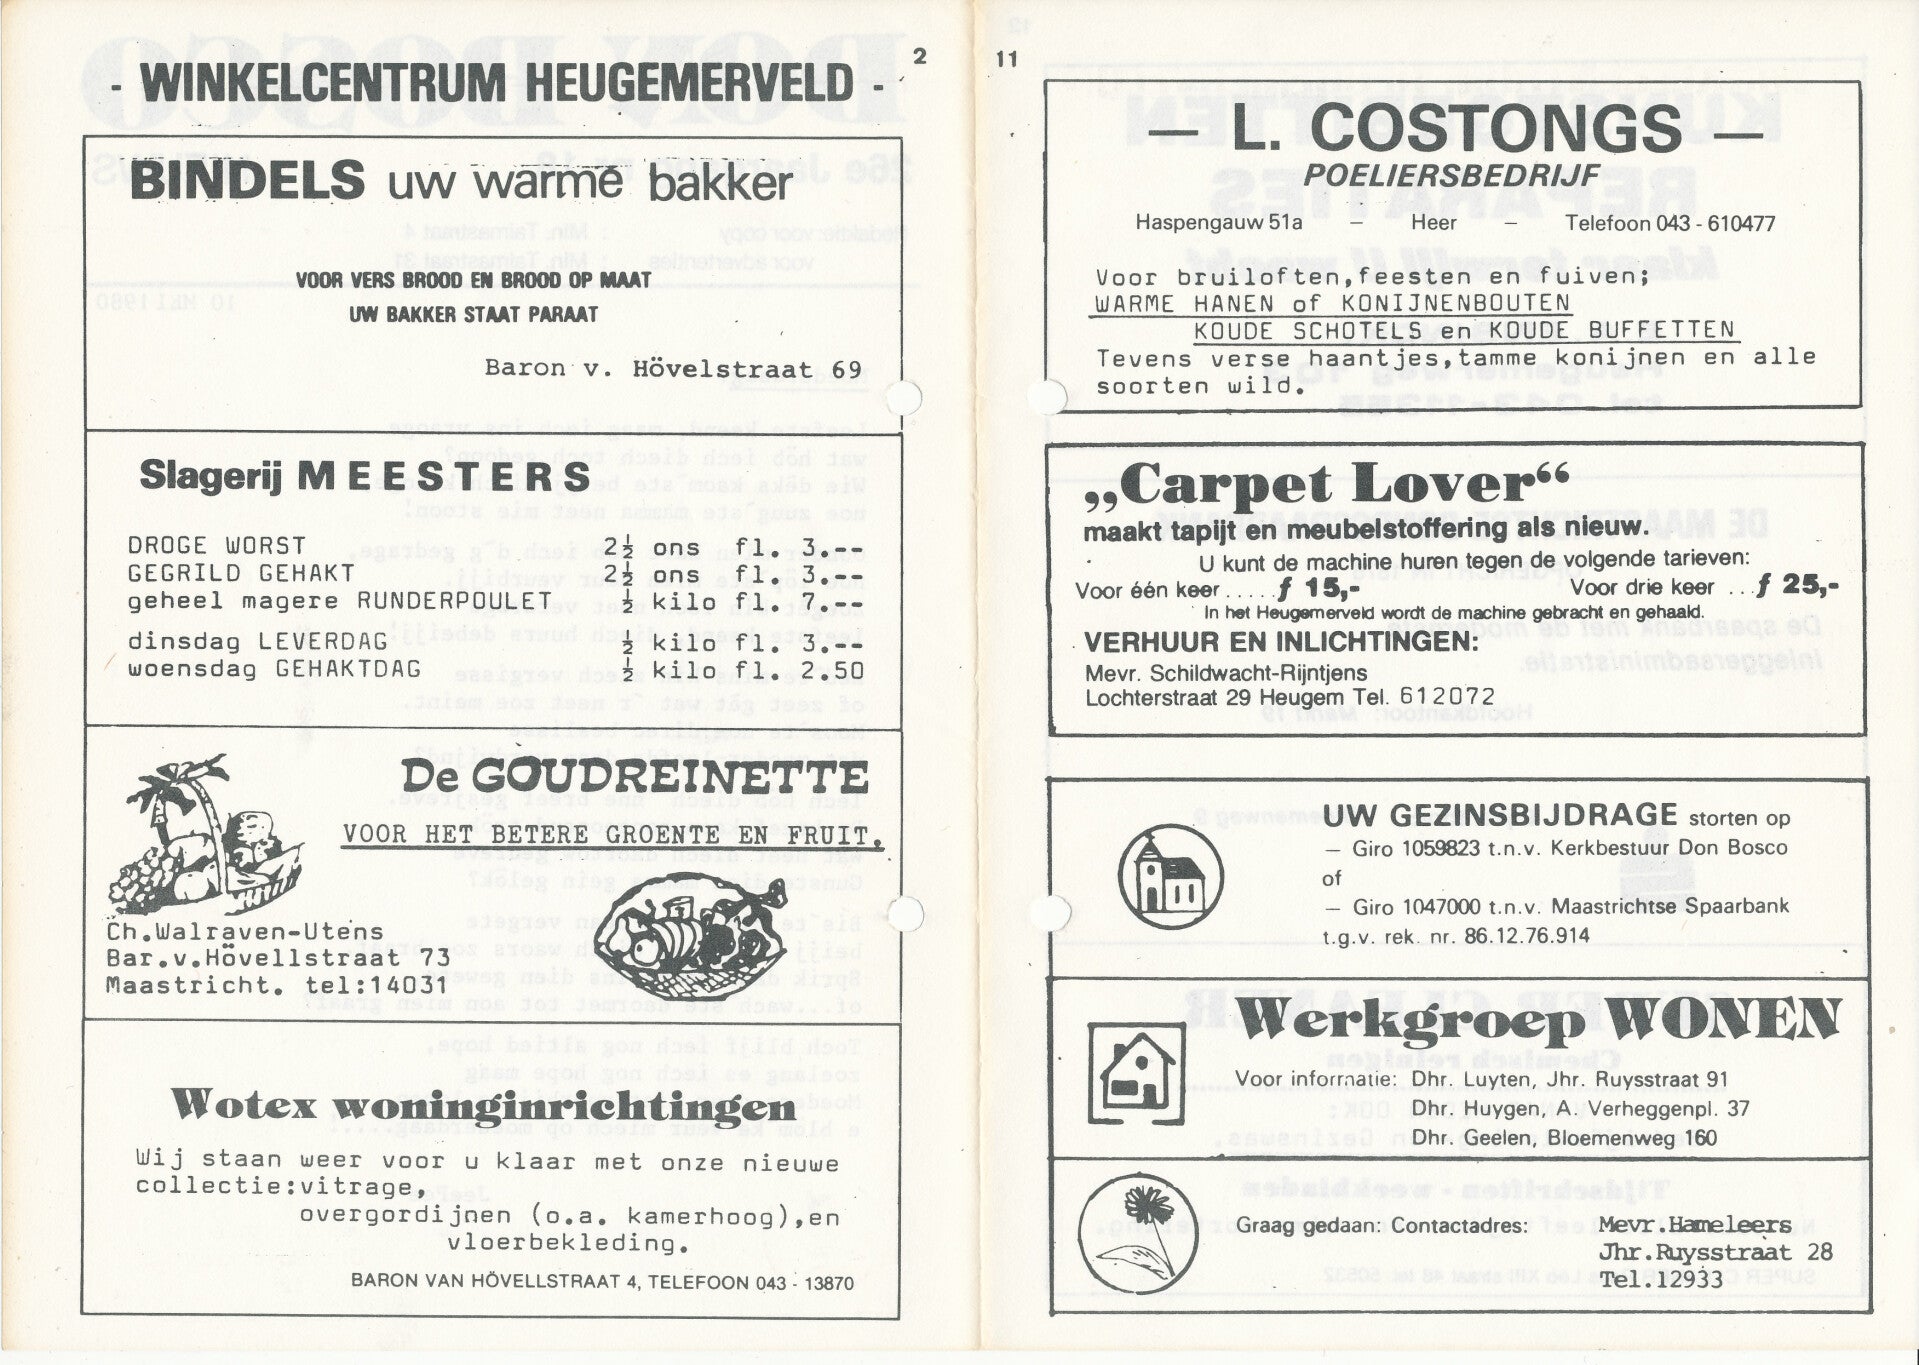 2
- WINKELCENTRUM HEUGEMERVELD -
BINDELS uw warme bakker
VOOR VERS BROOD EN BROOD OP MAAT
UW BAKKER STAAT PARAAT
Baron v. Hövelstraat 69
Slagerij MEESTERS
DROGE WORST 2½ ons fl. 3.--
GEGRILD GEHAKT 2½ ons fl. 3.--
geheel magere RUNDERPOULET ½ kilo fl. 7.--
dinsdag LEVERDAG ½ kilo fl. 3.--
woensdag GEHAKTDAG ½ kilo fl. 2.50
De GOUDREINETTE
VOOR HET BETERE GROENTE EN FRUIT.
Ch.Walraven-Utens
Bar.v.Hövellstraat 73
Maastricht. tel:14031
Wotex woninginrichtingen
Wij staan weer voor u klaar met onze nieuwe
collectie:vitrage,
overgordijnen (o.a. kamerhoog),en
vloerbekleding.
BARON VAN HÖVELLSTRAAT 4, TELEFOON 043 - 13870
11
— L. COSTONGS —
POELIERSBEDRIJF
Haspengauw 51a – Heer – Telefoon 043 - 610477
Voor bruiloften,feesten en fuiven;
WARME HANEN of KONIJNENBOUTEN
KOUDE SCHOTELS en KOUDE BUFFETTEN
Tevens verse haantjes,tamme konijnen en alle
soorten wild.
„Carpet Lover“
maakt tapijt en meubelstoffering als nieuw.
U kunt de machine huren tegen de volgende tarieven:
Voor één keer ..... f 15,- Voor drie keer ... f 25,-
In het Heugemerveld wordt de machine gebracht en gehaald.
VERHUUR EN INLICHTINGEN:
Mevr. Schildwacht-Rijntjens
Lochterstraat 29 Heugem Tel. 612072
UW GEZINSBIJDRAGE storten op
– Giro 1059823 t.n.v. Kerkbestuur Don Bosco
of
– Giro 1047000 t.n.v. Maastrichtse Spaarbank
t.g.v. rek. nr. 86.12.76.914
Werkgroep WONEN
Voor informatie: Dhr. Luyten, Jhr. Ruysstraat 91
Dhr. Huygen, A. Verheggenpl. 37
Dhr. Geelen, Bloemenweg 160
Graag gedaan: Contactadres: Mevr.Hameleers
Jhr.Ruysstraat 28
Tel.12933